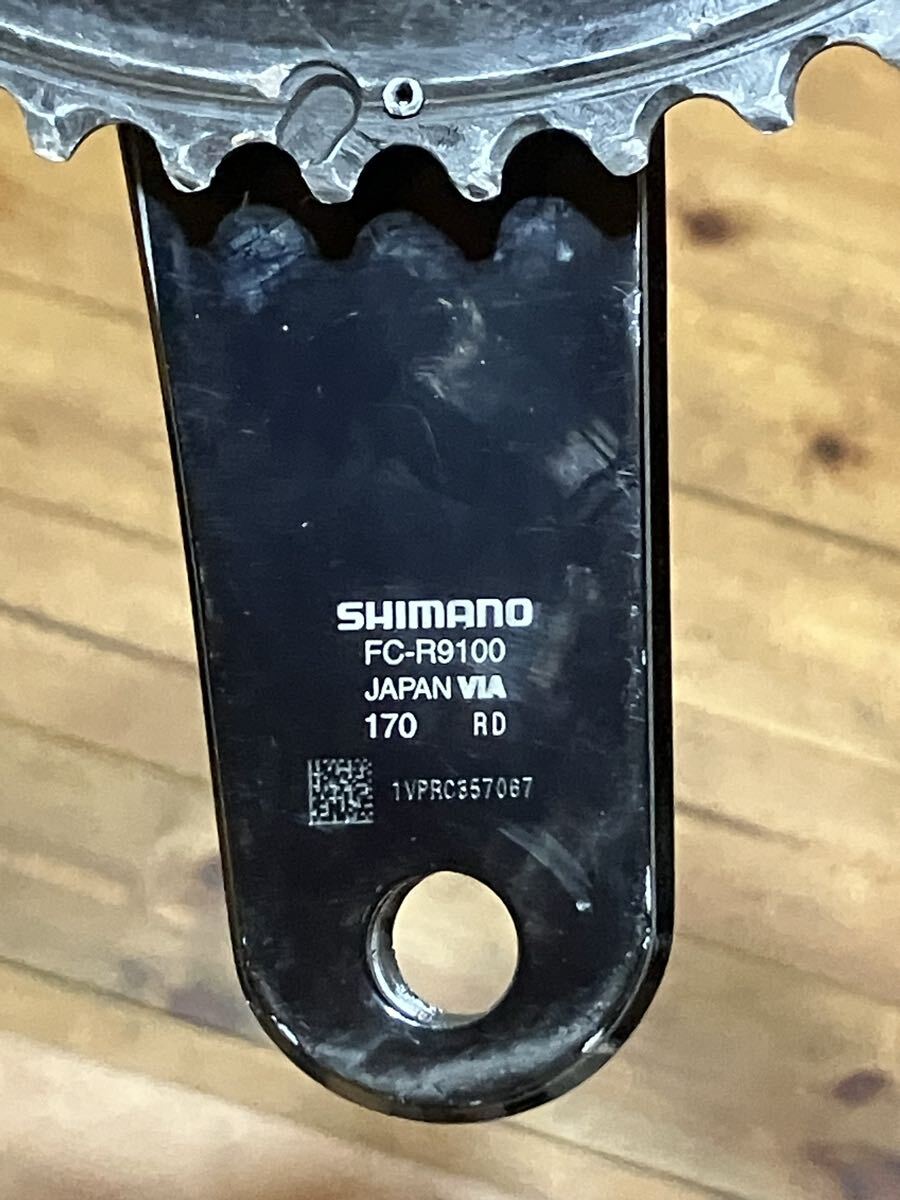 SHIMANO
FC-R9100
JAPAN VIA
170 RD
1VPRC357067